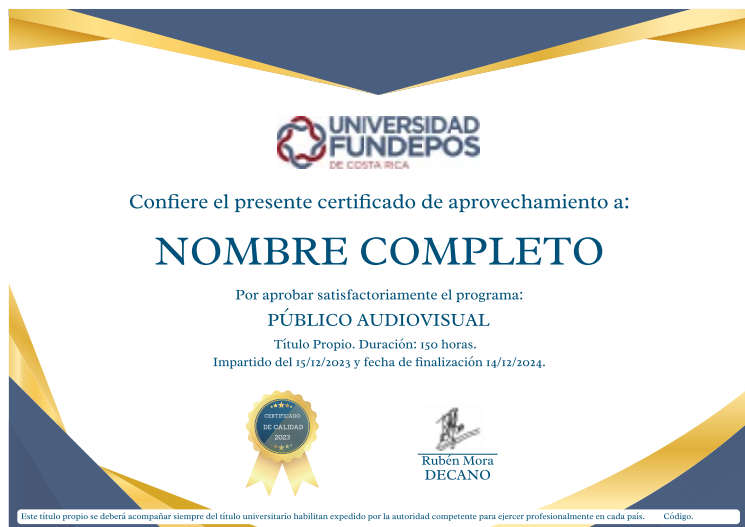 UNIVERSIDAD
FUNDEPOS
DE COSTA RICA
Confiere el presente certificado de aprovechamiento a:
NOMBRE COMPLETO
Por aprobar satisfactoriamente el programa:
PÚBLICO AUDIOVISUAL
Título Propio. Duración: 150 horas.
Impartido del 15/12/2023 y fecha de finalización 14/12/2024.
CERTIFICADO
DE CALIDAD
2023
Rubén Mora
DECANO
Este título propio se deberá acompañar siempre del título universitario habilitan expedido por la autoridad competente para ejercer profesionalmente en cada país. Código.